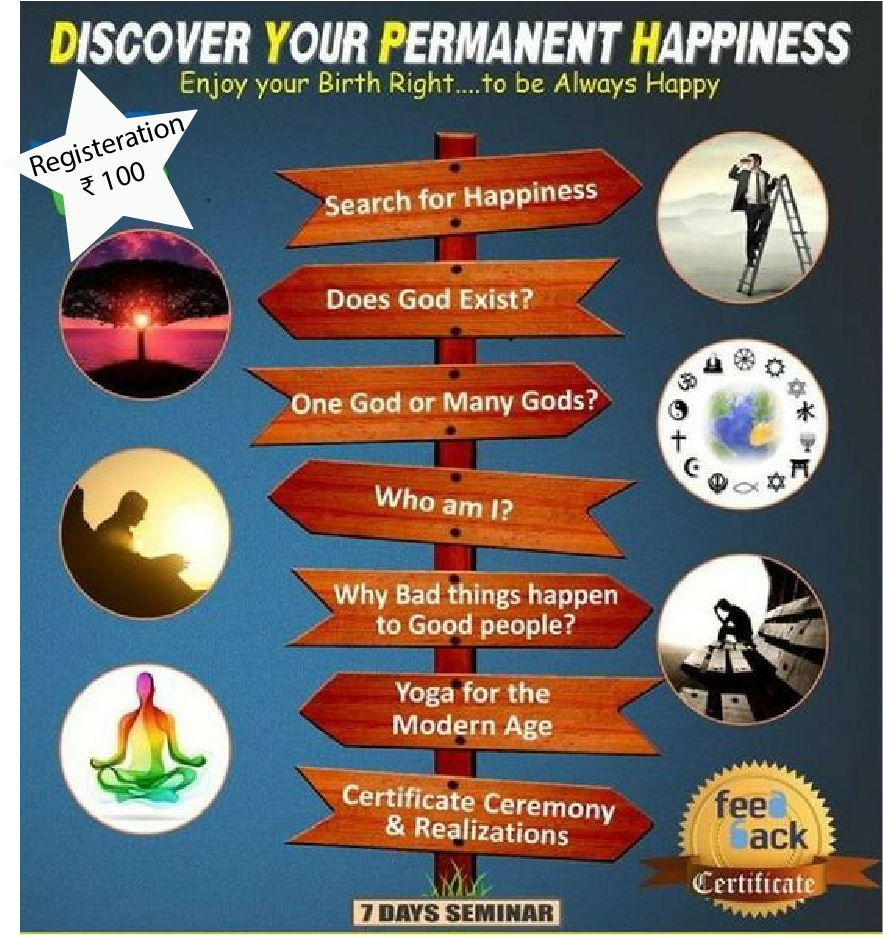 DISCOVER YOUR PERMANENT HAPPINESS
Enjoy your Birth Right....to be Always Happy
Registeration
₹ 100
Search for Happiness
Does God Exist?
One God or Many Gods?
Who am I?
Why Bad things happen
to Good people?
Yoga for the
Modern Age
Certificate Ceremony
& Realizations
feed
back
Certificate
7 DAYS SEMINAR